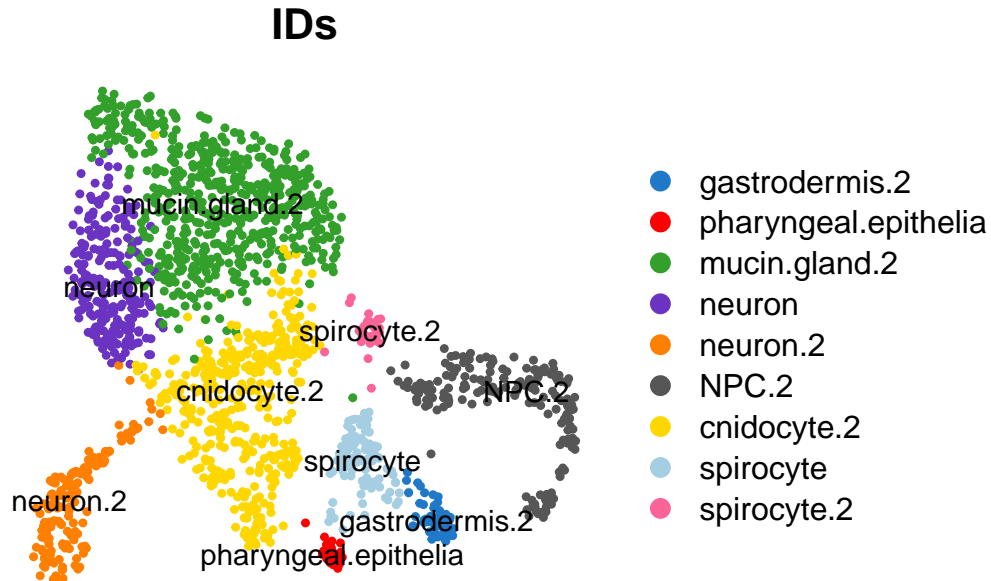 IDs
mucin.gland.2
neuron
spirocyte.2
cnidocyte.2
NPC.2
spirocyte
neuron.2
gastrodermis.2
pharyngeal.epithelia
gastrodermis.2
pharyngeal.epithelia
mucin.gland.2
neuron
neuron.2
NPC.2
cnidocyte.2
spirocyte
spirocyte.2